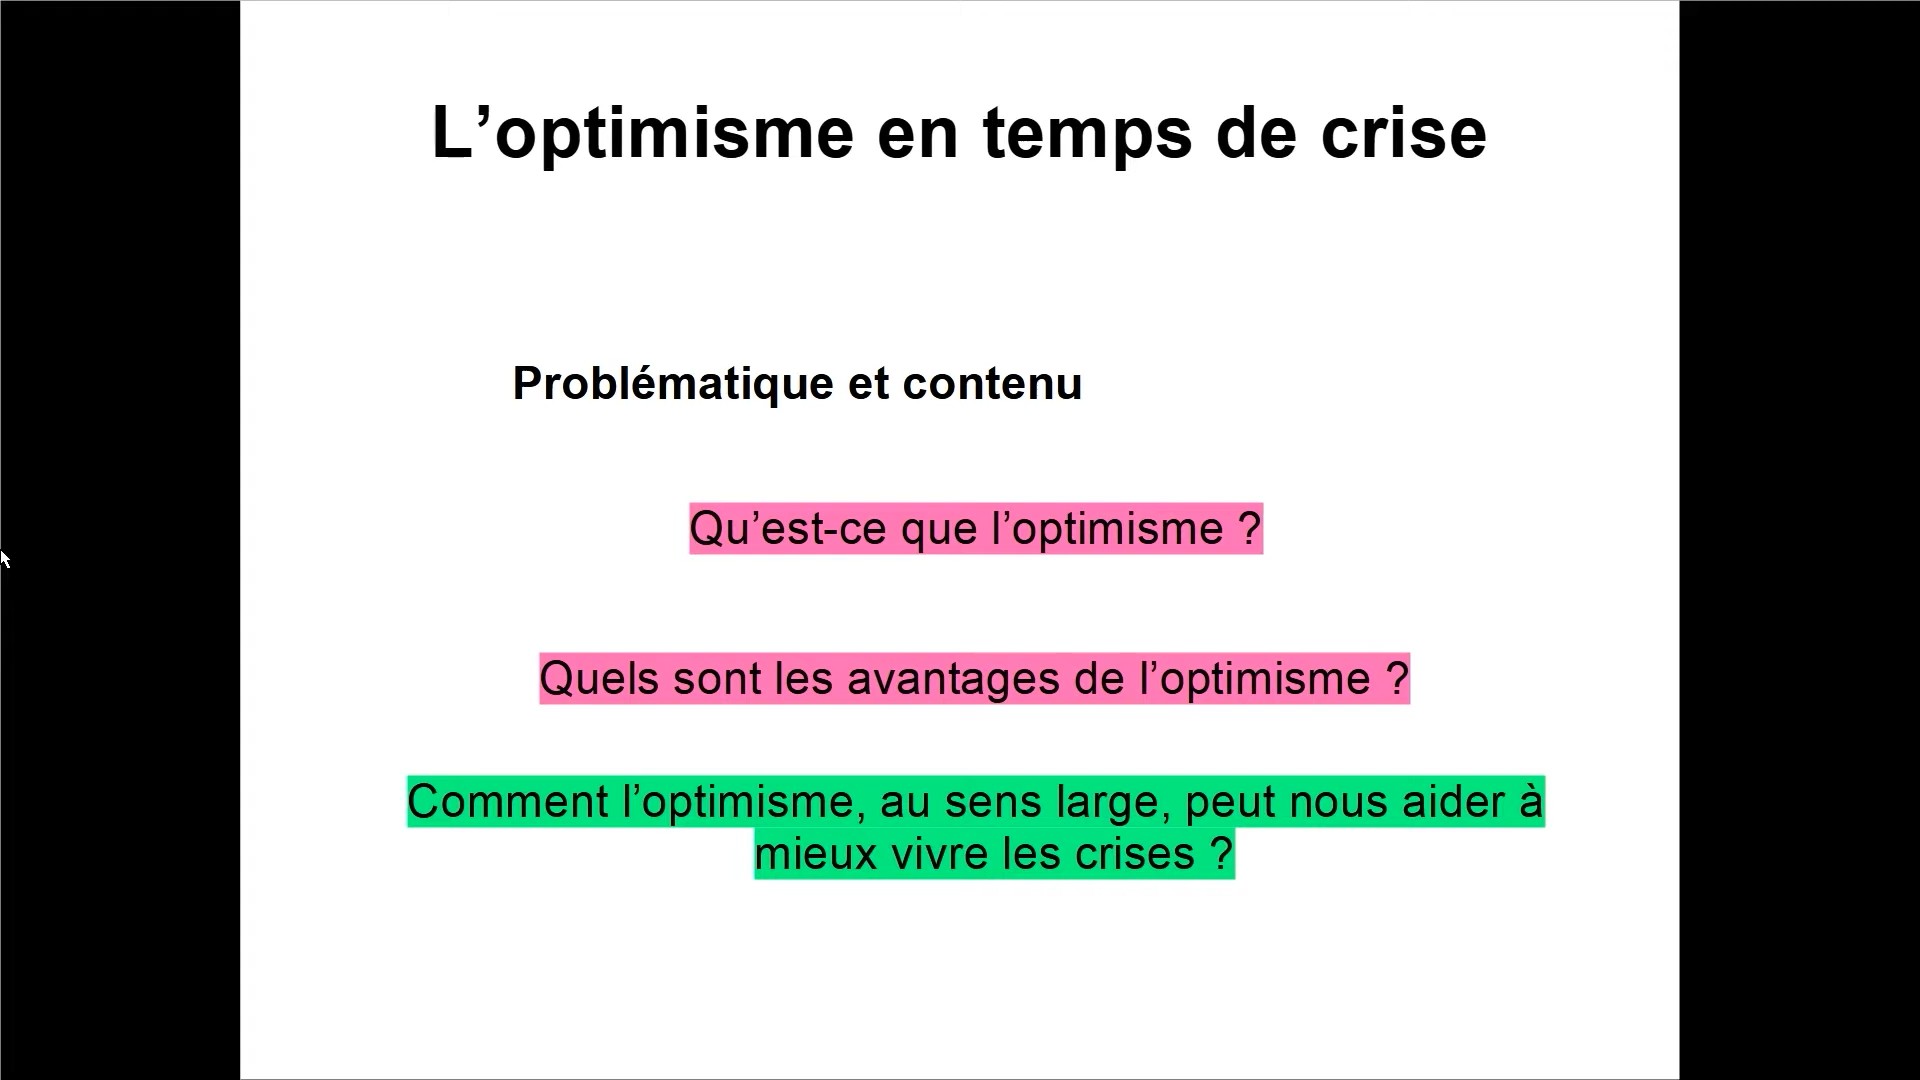 L’optimisme en temps de crise
Problématique et contenu
Qu’est-ce que l’optimisme ?
Quels sont les avantages de l’optimisme ?
Comment l’optimisme, au sens large, peut nous aider à
mieux vivre les crises ?